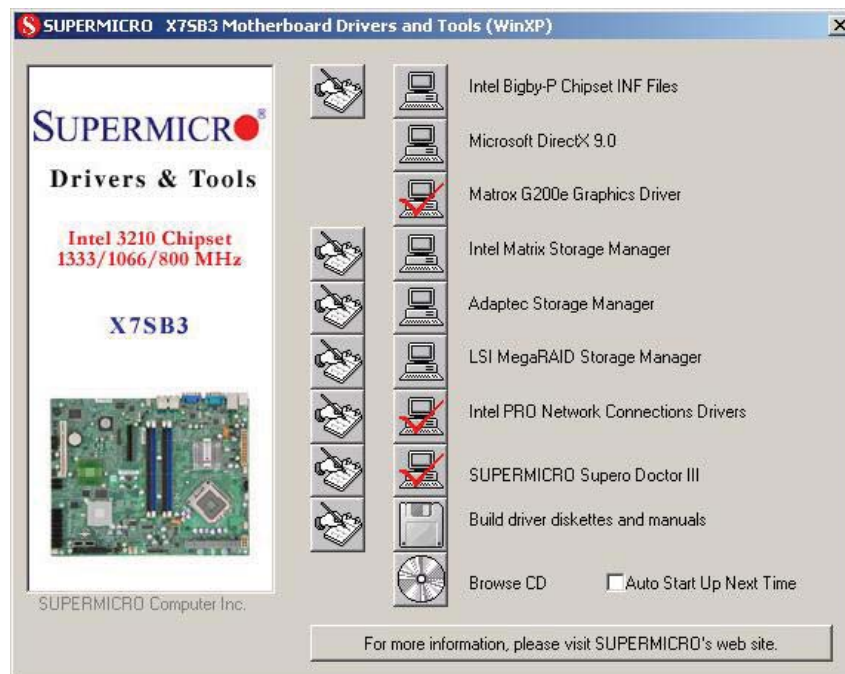 SUPERMICRO X7SB3 Motherboard Drivers and Tools (WinXP)
SUPERMICRO®
Drivers & Tools
Intel 3210 Chipset
1333/1066/800 MHz
X7SB3
SUPERMICRO Computer Inc.
Intel Bigby-P Chipset INF Files
Microsoft DirectX 9.0
Matrox G200e Graphics Driver
Intel Matrix Storage Manager
Adaptec Storage Manager
LSI MegaRAID Storage Manager
Intel PRO Network Connections Drivers
SUPERMICRO Supero Doctor III
Build driver diskettes and manuals
Browse CD
Auto Start Up Next Time
For more information, please visit SUPERMICRO's web site.